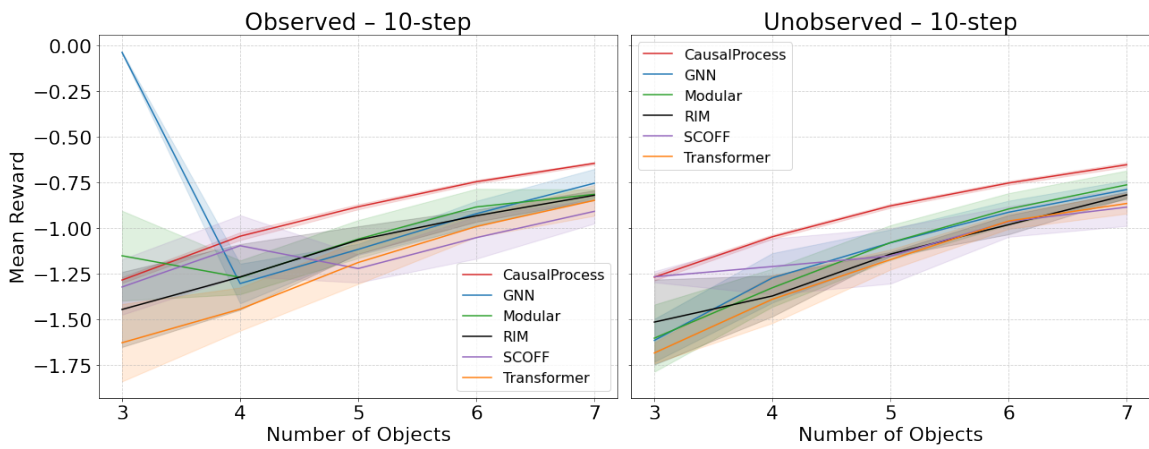 Observed – 10-step
Unobserved – 10-step
Mean Reward
0.00
−0.25
−0.50
−0.75
−1.00
−1.25
−1.50
−1.75
CausalProcess
GNN
Modular
RIM
SCOFF
Transformer
3 4 5 6 7
Number of Objects
CausalProcess
GNN
Modular
RIM
SCOFF
Transformer
3 4 5 6 7
Number of Objects